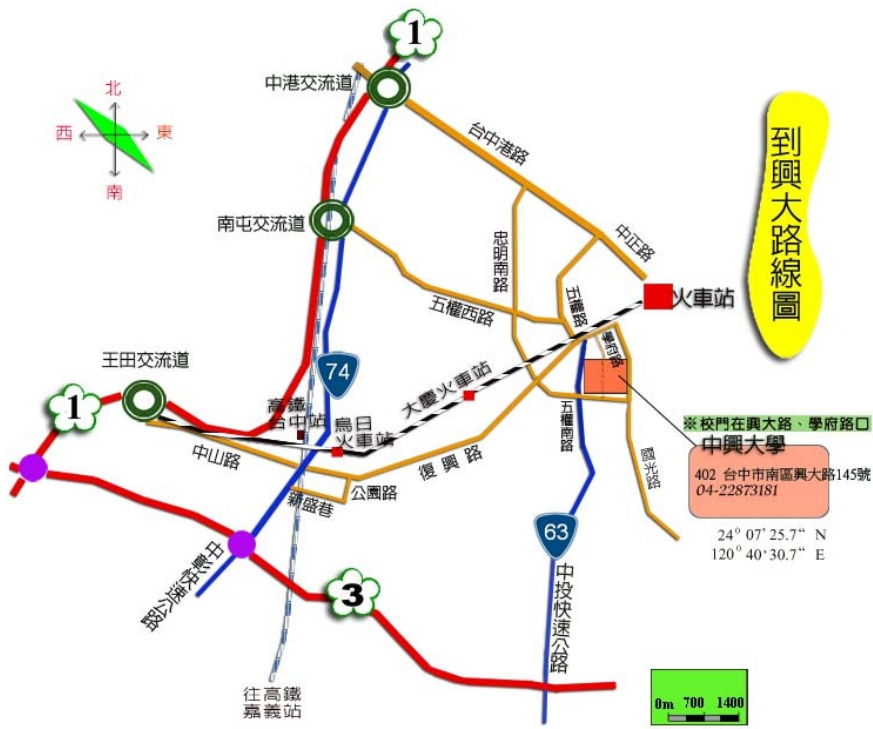 1
中港交流道
北
西
東
南
台中港路
到興大路線圖
南屯交流道
忠明南路
中正路
五權西路
五權路
火車站
學府路
王田交流道
74
大慶火車站
1
高鐵
台中站
烏日
火車站
五權南路
※校門在興大路、學府路口
中興大學
中山路
復興路
國光路
402 台中市南區興大路145號
04-22873181
新盛巷
公園路
63
24° 07' 25.7" N
120° 40' 30.7" E
中彰快速公路
3
中投快速公路
往高鐵
嘉義站
0m 700 1400